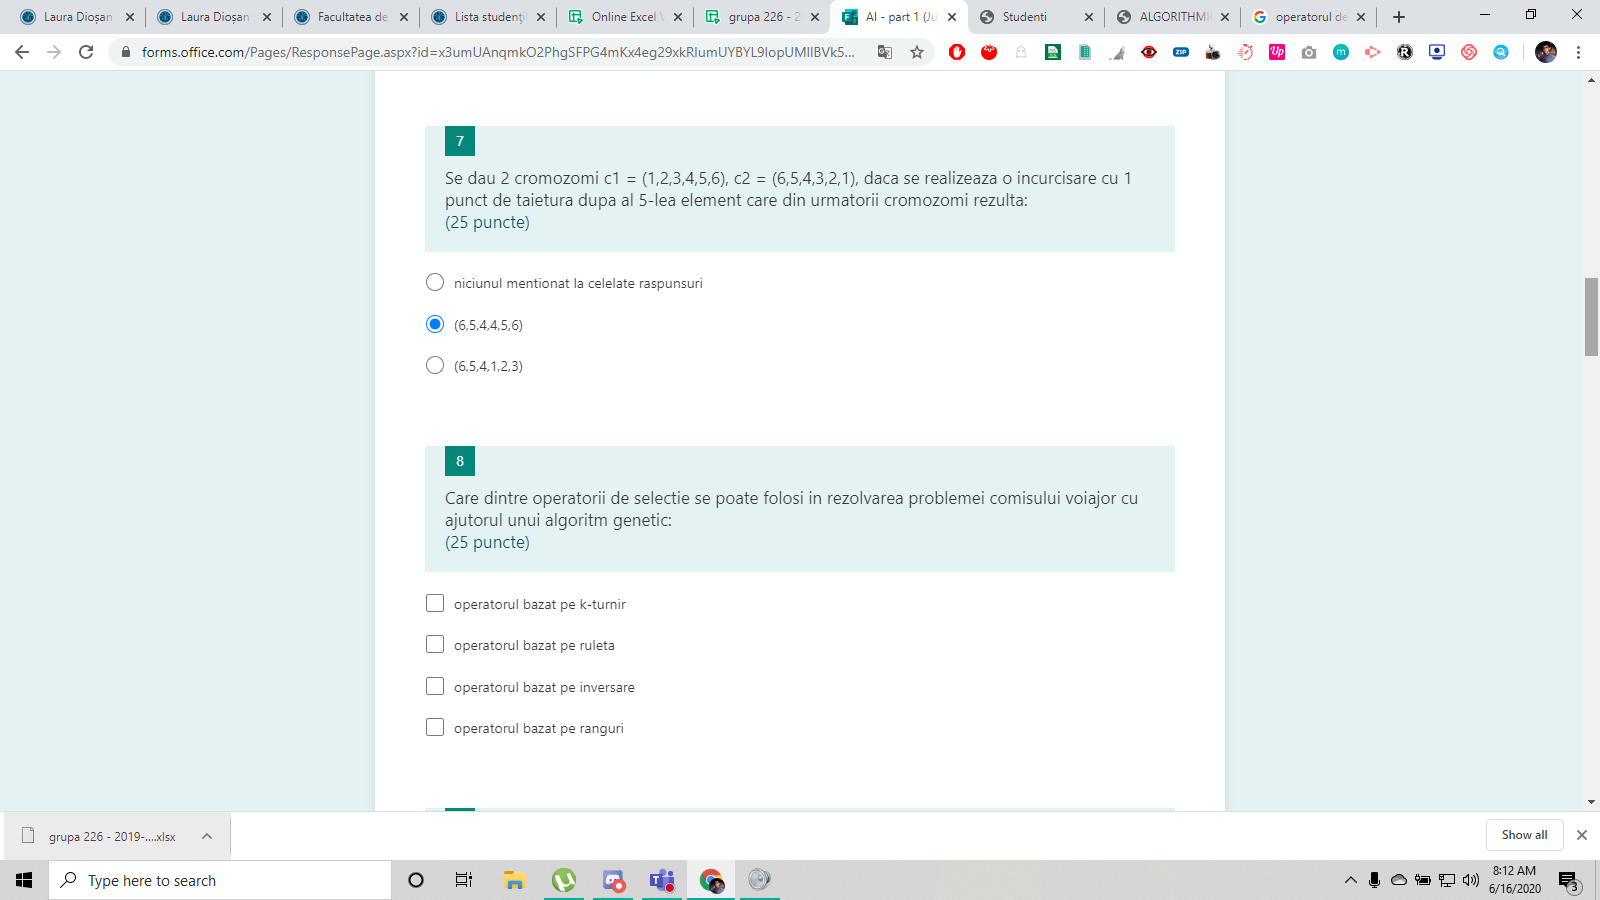 Laura Dioșan
Laura Dioșan
Facultatea de
Lista studenți
Online Excel V
grupa 226 - 2
AI - part 1 (Ju
Studenti
ALGORITHMI
operatorul de
forms.office.com/Pages/ResponsePage.aspx?id=x3umUAnqmkO2PhgSFPG4mKx4eg29xkRIumUYBYL9IopUMIIBVk5...
7
Se dau 2 cromozomi c1 = (1,2,3,4,5,6), c2 = (6,5,4,3,2,1), daca se realizeaza o incurcisare cu 1
punct de taietura dupa al 5-lea element care din urmatorii cromozomi rezulta:
(25 puncte)
niciunul mentionat la celelate raspunsuri
(6,5,4,4,5,6)
(6,5,4,1,2,3)
8
Care dintre operatorii de selectie se poate folosi in rezolvarea problemei comisului voiajor cu
ajutorul unui algoritm genetic:
(25 puncte)
operatorul bazat pe k-turnir
operatorul bazat pe ruleta
operatorul bazat pe inversare
operatorul bazat pe ranguri
grupa 226 - 2019-....xlsx
Show all
Type here to search
8:12 AM
6/16/2020
3